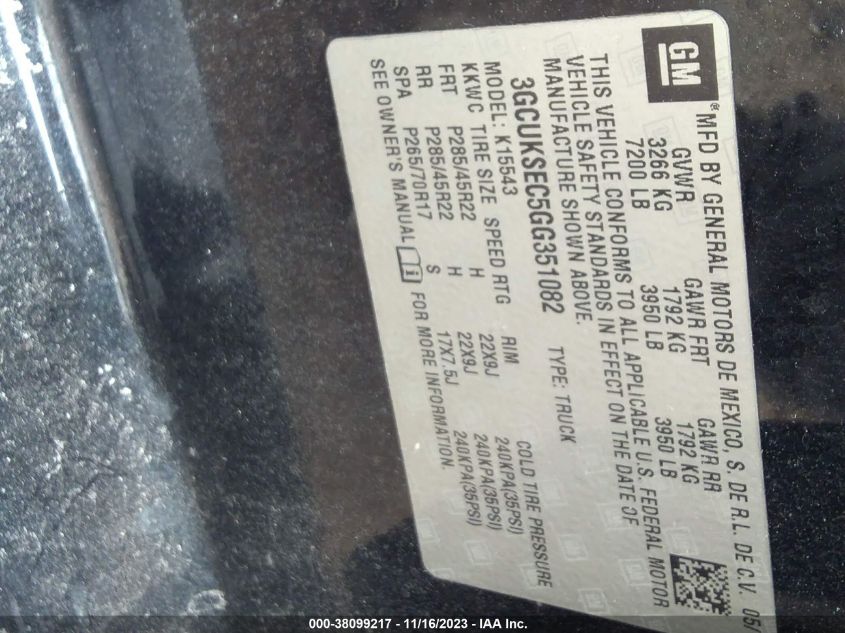 GM
®MFD BY GENERAL MOTORS DE MEXICO, S. DE R.L. DE C.V. 05/
GVWR GAWR FRT GAWR RR
3266 KG 1792 KG 1792 KG
7200 LB 3950 LB 3950 LB
THIS VEHICLE CONFORMS TO ALL APPLICABLE U.S. FEDERAL MOTOR
VEHICLE SAFETY STANDARDS IN EFFECT ON THE DATE OF
MANUFACTURE SHOWN ABOVE.
3GCUKSEC5GG351082 TYPE: TRUCK
MODEL: K15543
KKWC TIRE SIZE SPEED RTG RIM COLD TIRE PRESSURE
FRT P285/45R22 H 22X9J 240KPA(35PSI)
RR P285/45R22 H 22X9J 240KPA(35PSI)
SPA P265/70R17 S 17X7.5J 240KPA(35PSI)
SEE OWNER'S MANUAL i FOR MORE INFORMATION.
000-38099217 - 11/16/2023 - IAA Inc.